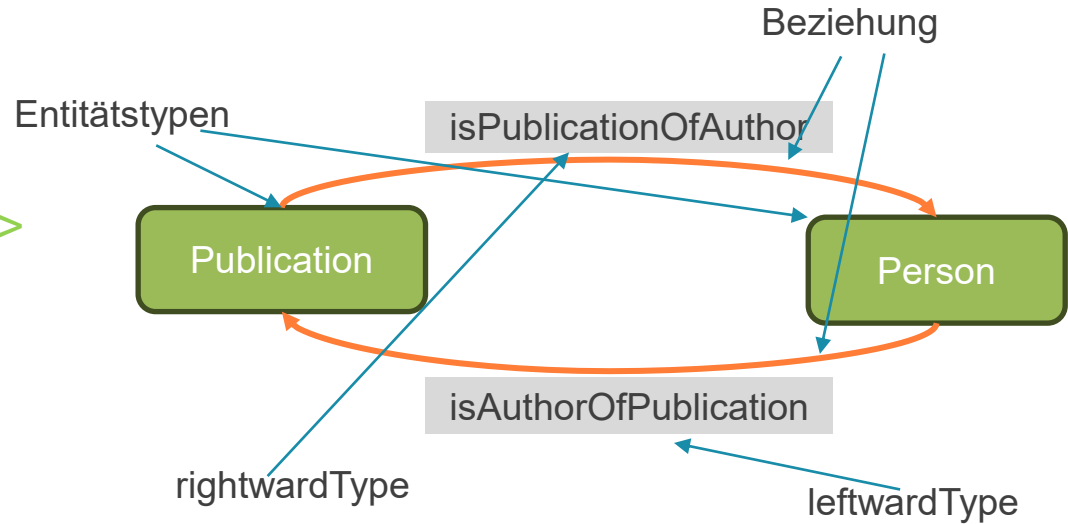 Beziehung
Entitätstypen
isPublicationOfAuthor
>
Publication
Person
isAuthorOfPublication
rightwardType
leftwardType